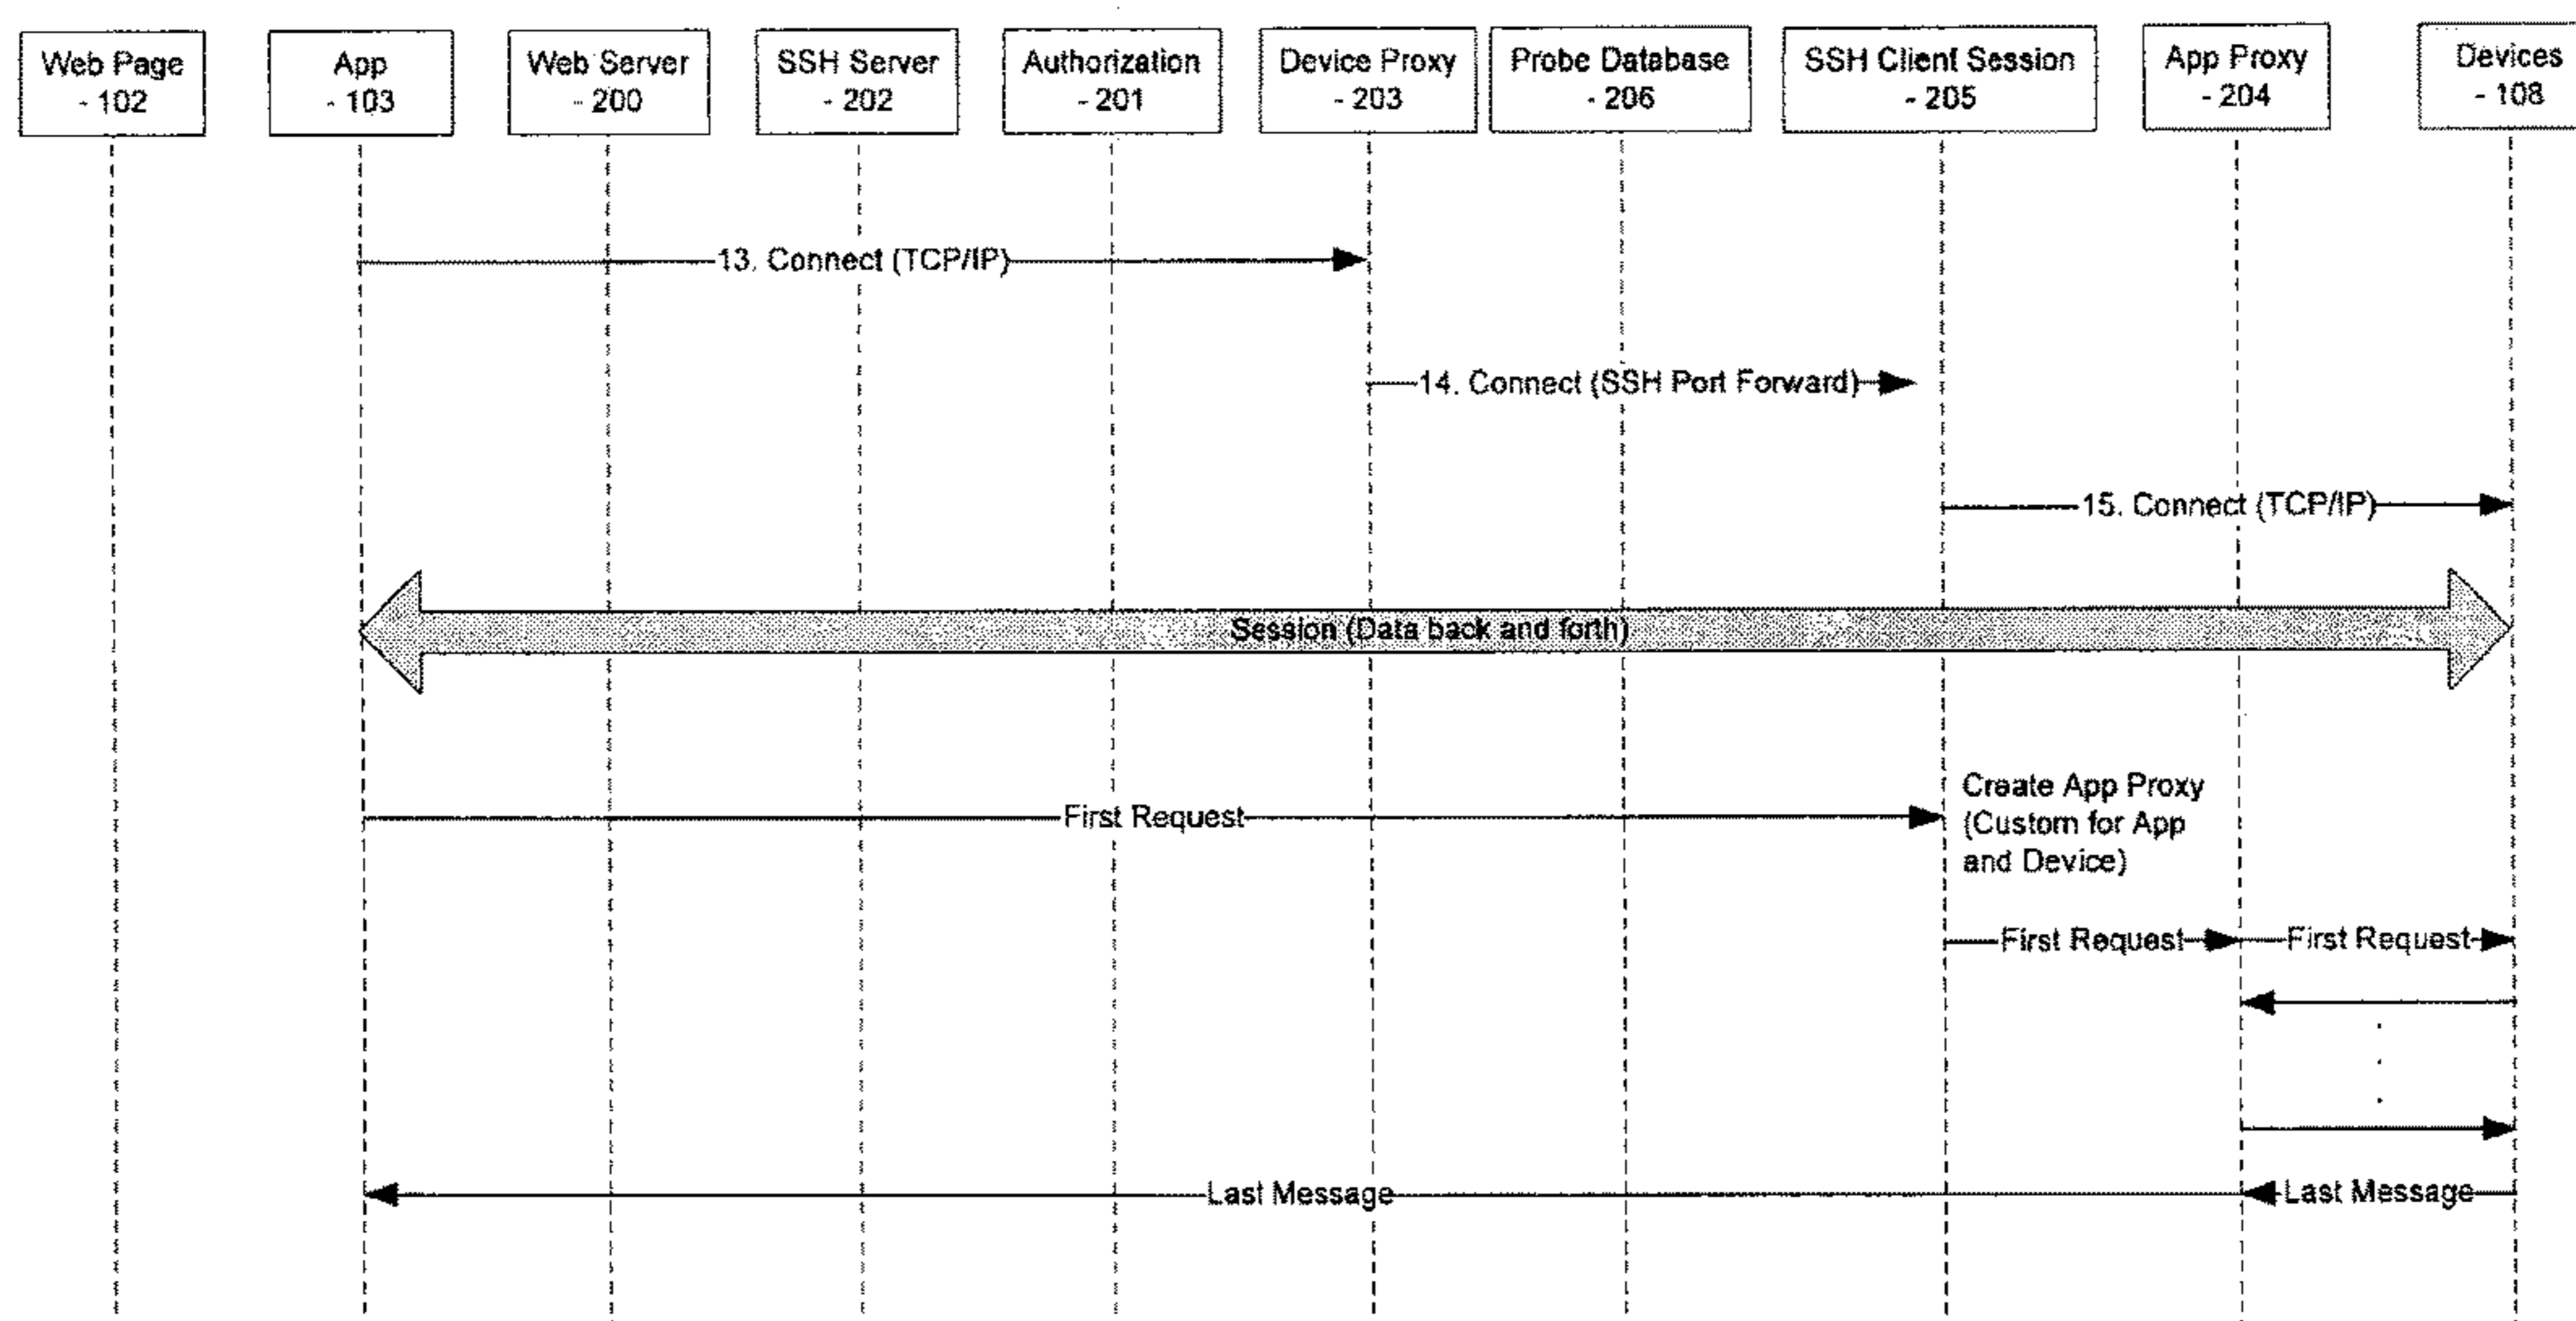 Web Page
- 102
App
- 103
Web Server
- 200
SSH Server
- 202
Authorization
- 201
Device Proxy
- 203
Probe Database
- 206
SSH Client Session
- 205
App Proxy
- 204
Devices
- 108
13. Connect (TCP/IP)
14. Connect (SSH Port Forward)
15. Connect (TCP/IP)
Session (Data back and forth)
First Request
Create App Proxy
(Custom for App
and Device)
First Request
First Request
Last Message
Last Message